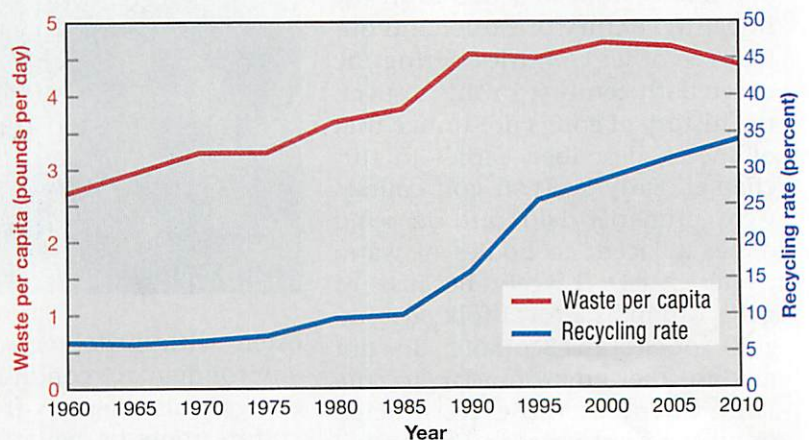 Waste per capita (pounds per day)
5
4
3
2
1
0
50
45
40
35
30
25
20
15
10
5
0
Recycling rate (percent)
Waste per capita
Recycling rate
1960 1965 1970 1975 1980 1985 1990 1995 2000 2005 2010
Year